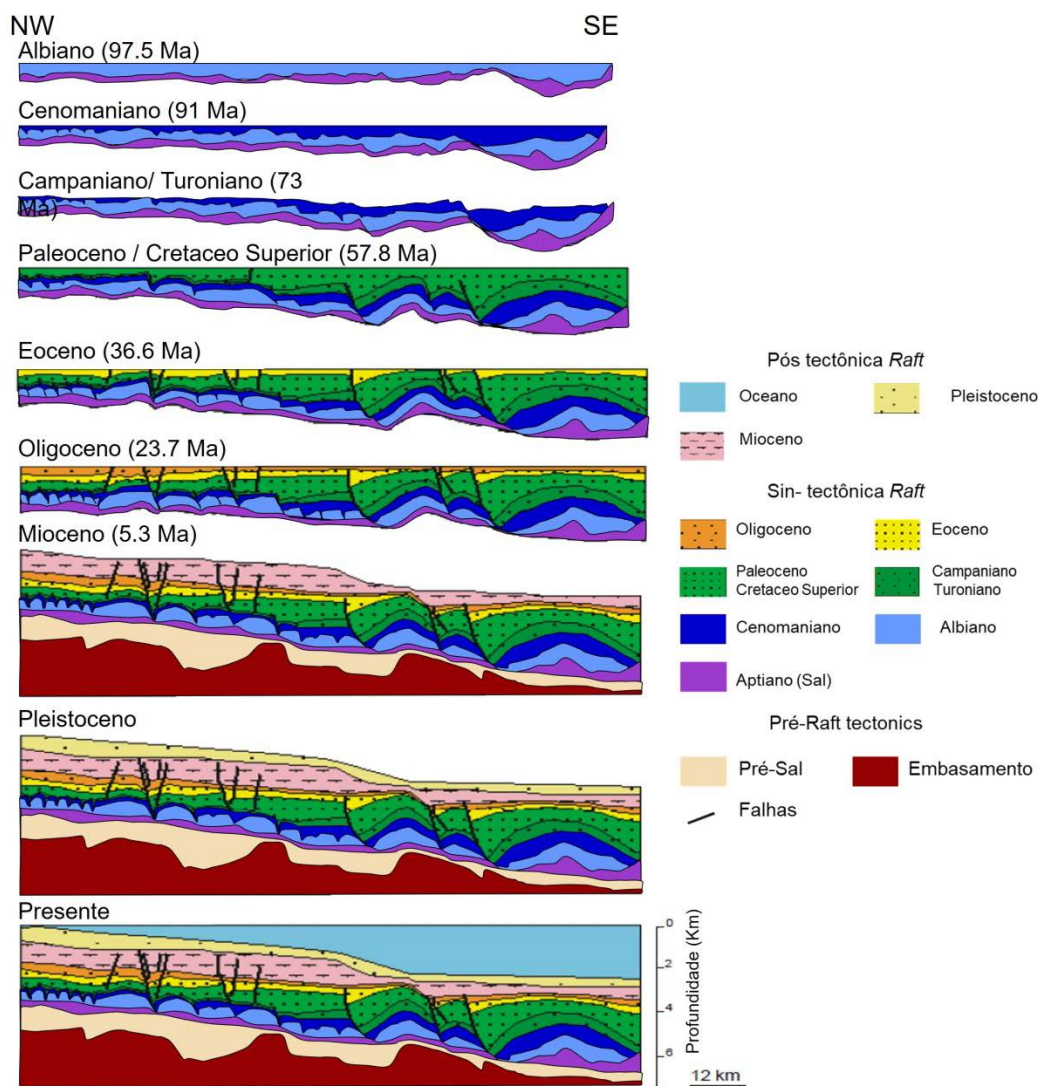 NW SE
Albiano (97.5 Ma)
Cenomaniano (91 Ma)
Campaniano/ Turoniano (73
Ma)
Paleoceno / Cretaceo Superior (57.8 Ma)
Eoceno (36.6 Ma)
Oligoceno (23.7 Ma)
Mioceno (5.3 Ma)
Pleistoceno
Presente
Pós tectônica Raft
Oceano Pleistoceno
Mioceno
Sin- tectônica Raft
Oligoceno Eoceno
Paleoceno
Cretaceo Superior
Campaniano
Turoniano
Cenomaniano Albiano
Aptiano (Sal)
Pré-Raft tectonics
Pré-Sal Embasamento
Falhas
0
2
4
6
Profundidade (Km)
12 km